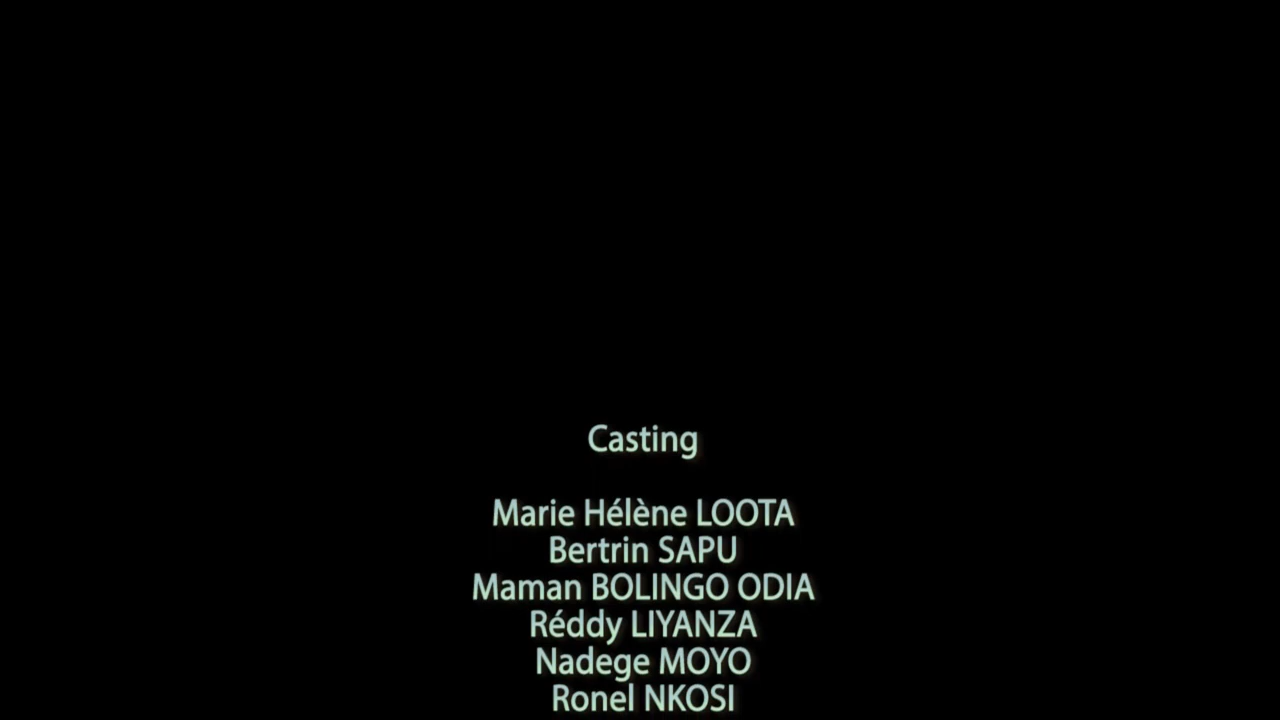 Casting
Marie Hélène LOOTA
Bertrin SAPU
Maman BOLINGO ODIA
Réddy LIYANZA
Nadege MOYO
Ronel NKOSI